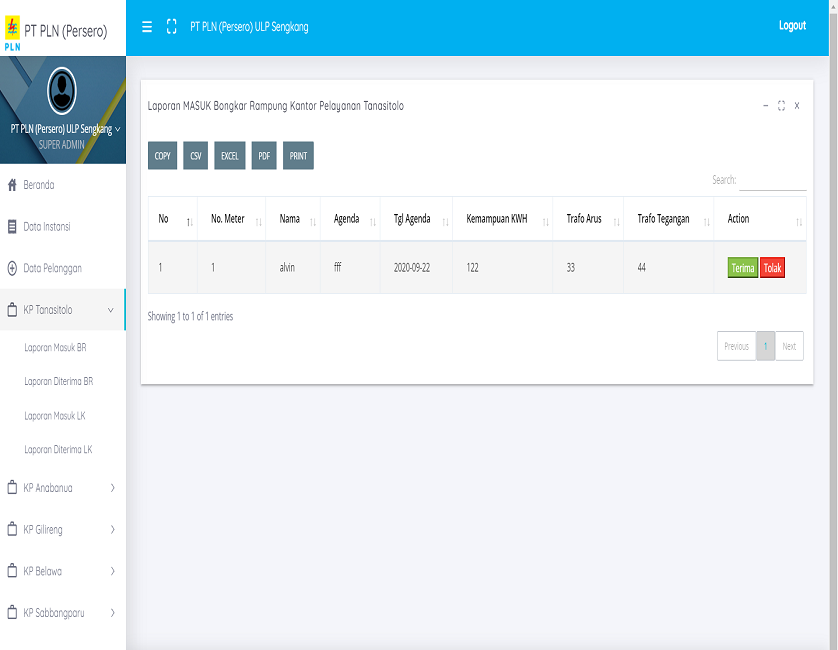 PLN
PT PLN (Persero)
PT PLN (Persero) ULP Sengkang
Logout
PT PLN (Persero) ULP Sengkang
SUPER ADMIN
Beranda
Data Instansi
Data Pelanggan
KP Tanasitolo
Laporan Masuk BR
Laporan Diterima BR
Laporan Masuk LK
Laporan Diterima LK
KP Anabanua
KP Gilireng
KP Belawa
KP Sabbangparu
Laporan MASUK Bongkar Rampung Kantor Pelayanan Tanasitolo
COPY CSV EXCEL PDF PRINT
Search:
No No. Meter Nama Agenda Tgl Agenda Kemampuan KWH Trafo Arus Trafo Tegangan Action
1 1 alvin fff 2020-09-22 122 33 44 Terima Tolak
Showing 1 to 1 of 1 entries
Previous 1 Next